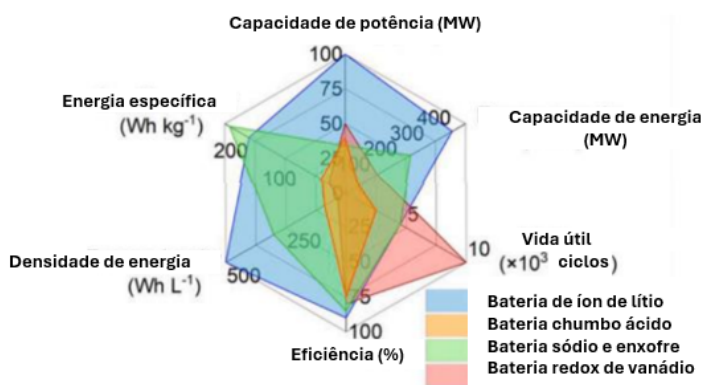 Capacidade de potência (MW)
100
75
50
25
0
Energia específica
(Wh kg⁻¹)
200
100
400
300
200
Capacidade de energia
(MW)
Densidade de energia
(Wh L⁻¹)
500
250
5
10
Vida útil
(×10³ ciclos)
25
50
75
100
Eficiência (%)
Bateria de íon de lítio
Bateria chumbo ácido
Bateria sódio e enxofre
Bateria redox de vanádio